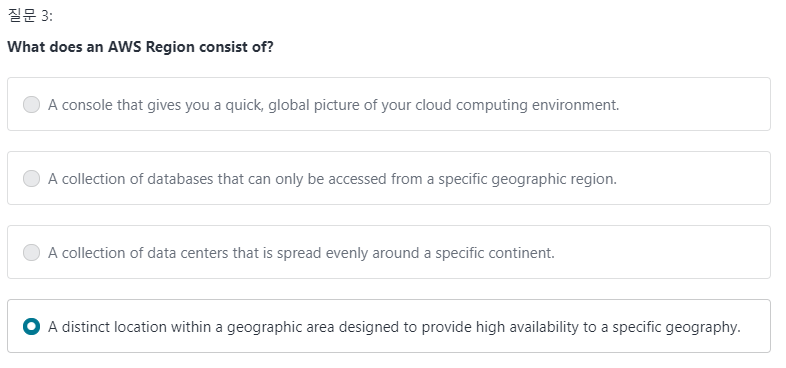 질문 3:
What does an AWS Region consist of?
A console that gives you a quick, global picture of your cloud computing environment.
A collection of databases that can only be accessed from a specific geographic region.
A collection of data centers that is spread evenly around a specific continent.
A distinct location within a geographic area designed to provide high availability to a specific geography.